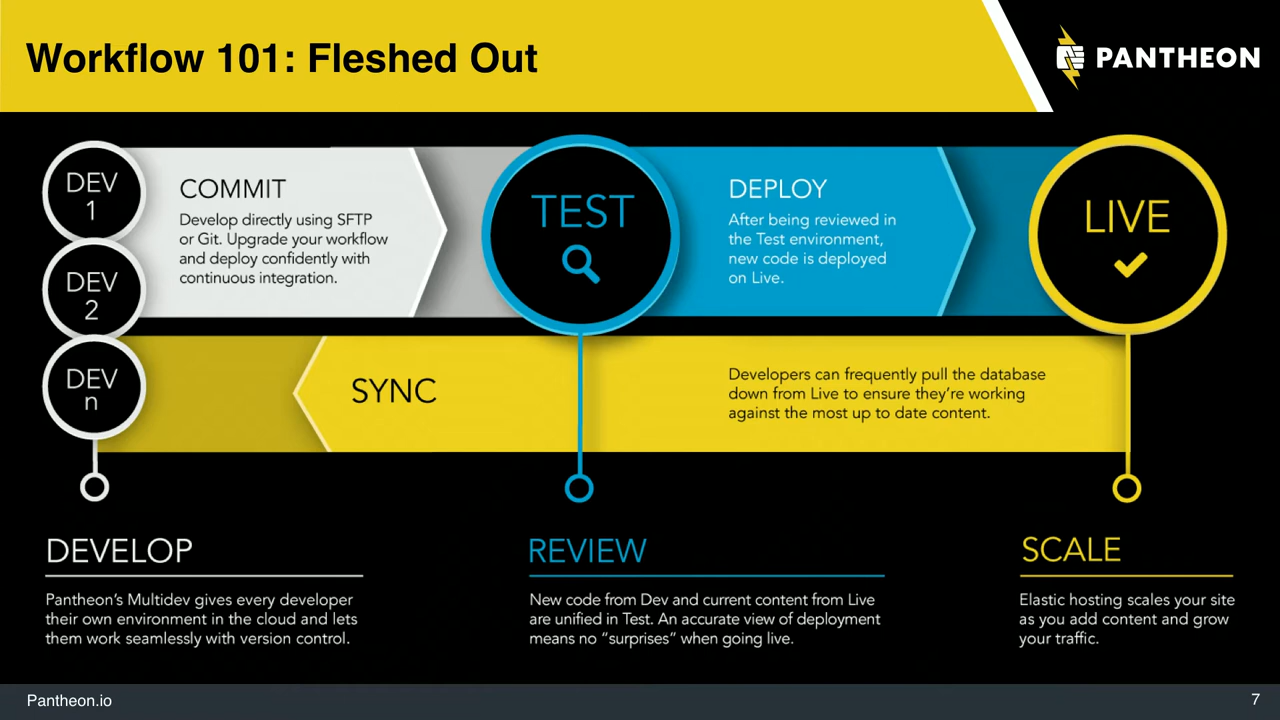 Workflow 101: Fleshed Out
PANTHEON
DEV
1
DEV
2
DEV
n
COMMIT
Develop directly using SFTP
or Git. Upgrade your workflow
and deploy confidently with
continuous integration.
TEST
DEPLOY
After being reviewed in
the Test environment,
new code is deployed
on Live.
LIVE
SYNC
Developers can frequently pull the database
down from Live to ensure they’re working
against the most up to date content.
DEVELOP
Pantheon’s Multidev gives every developer
their own environment in the cloud and lets
them work seamlessly with version control.
REVIEW
New code from Dev and current content from Live
are unified in Test. An accurate view of deployment
means no “surprises” when going live.
SCALE
Elastic hosting scales your site
as you add content and grow
your traffic.
Pantheon.io
7